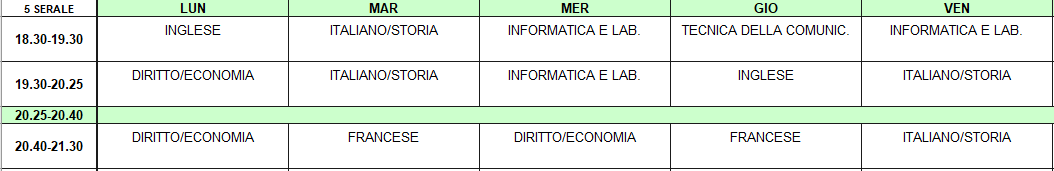 5 SERALE LUN MAR MER GIO VEN
18.30-19.30 INGLESE ITALIANO/STORIA INFORMATICA E LAB. TECNICA DELLA COMUNIC. INFORMATICA E LAB.
19.30-20.25 DIRITTO/ECONOMIA ITALIANO/STORIA INFORMATICA E LAB. INGLESE ITALIANO/STORIA
20.25-20.40
20.40-21.30 DIRITTO/ECONOMIA FRANCESE DIRITTO/ECONOMIA FRANCESE ITALIANO/STORIA